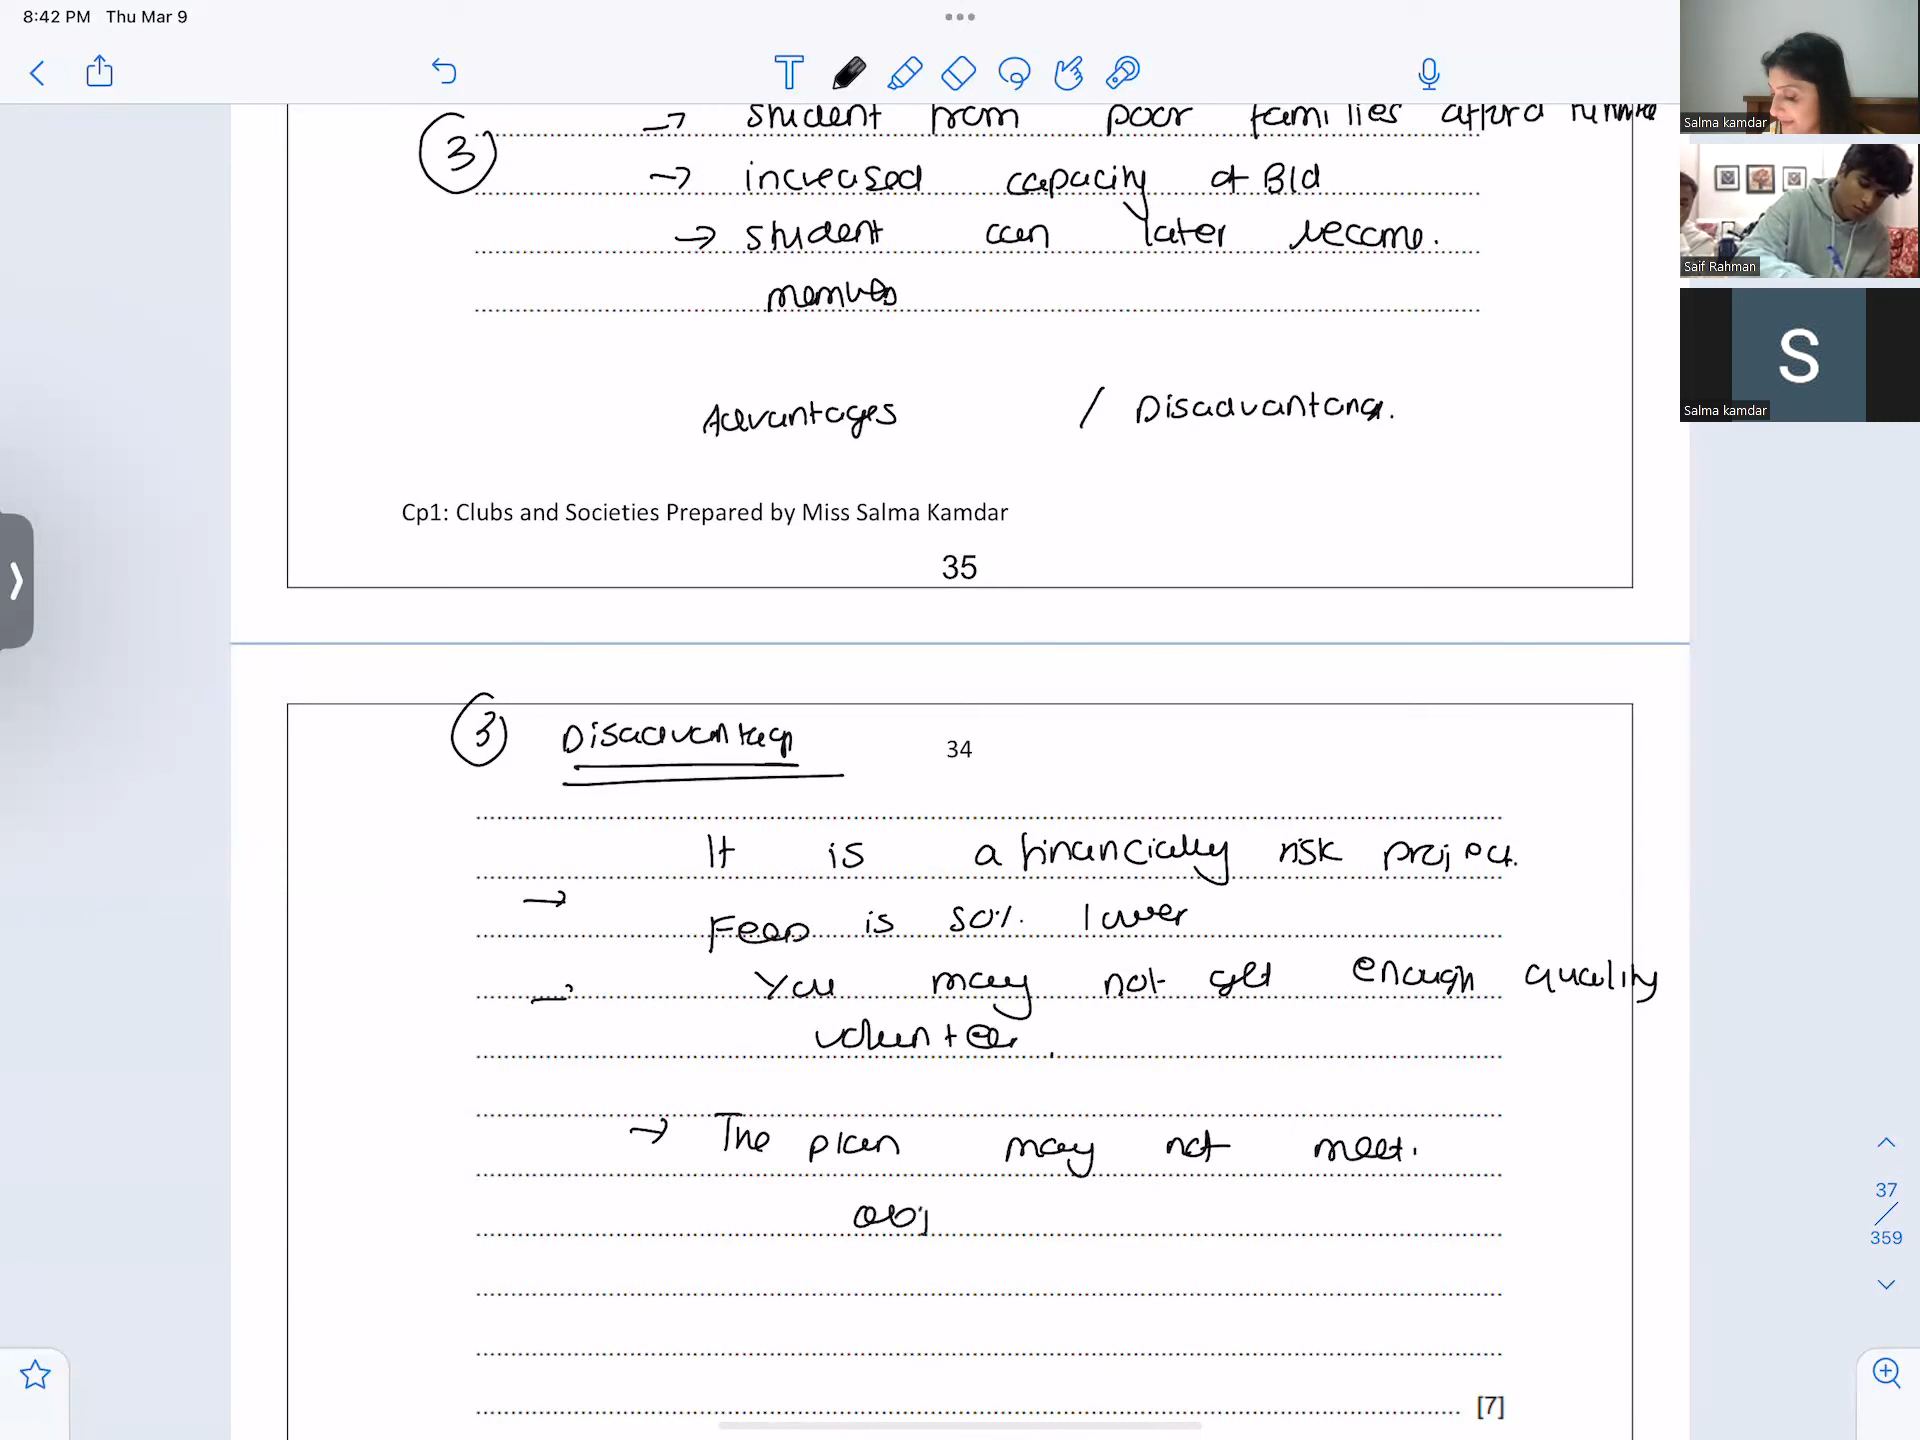 8:42 PM Thu Mar 9
3
→ student from poor families afford
→ increased capacity of Bld
→ student can later become.
members
Advantages / Disadvantages.
Cp1: Clubs and Societies Prepared by Miss Salma Kamdar
35
3 Disadvantages
34
It is a financially risk project.
→
Fees is 50% lower
→ You may not get enough quality
volunteer.
→ The plan may not meet.
obj
[7]
37
/
359
Salma kamdar
Saif Rahman
S
Salma kamdar